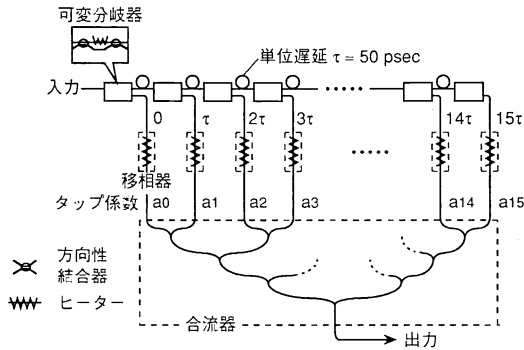 可変分岐器
単位遅延 τ = 50 psec
入力
0 τ 2τ 3τ 14τ 15τ
移相器
タップ係数 a0 a1 a2 a3 a14 a15
方向性
結合器
ヒーター
合流器
出力